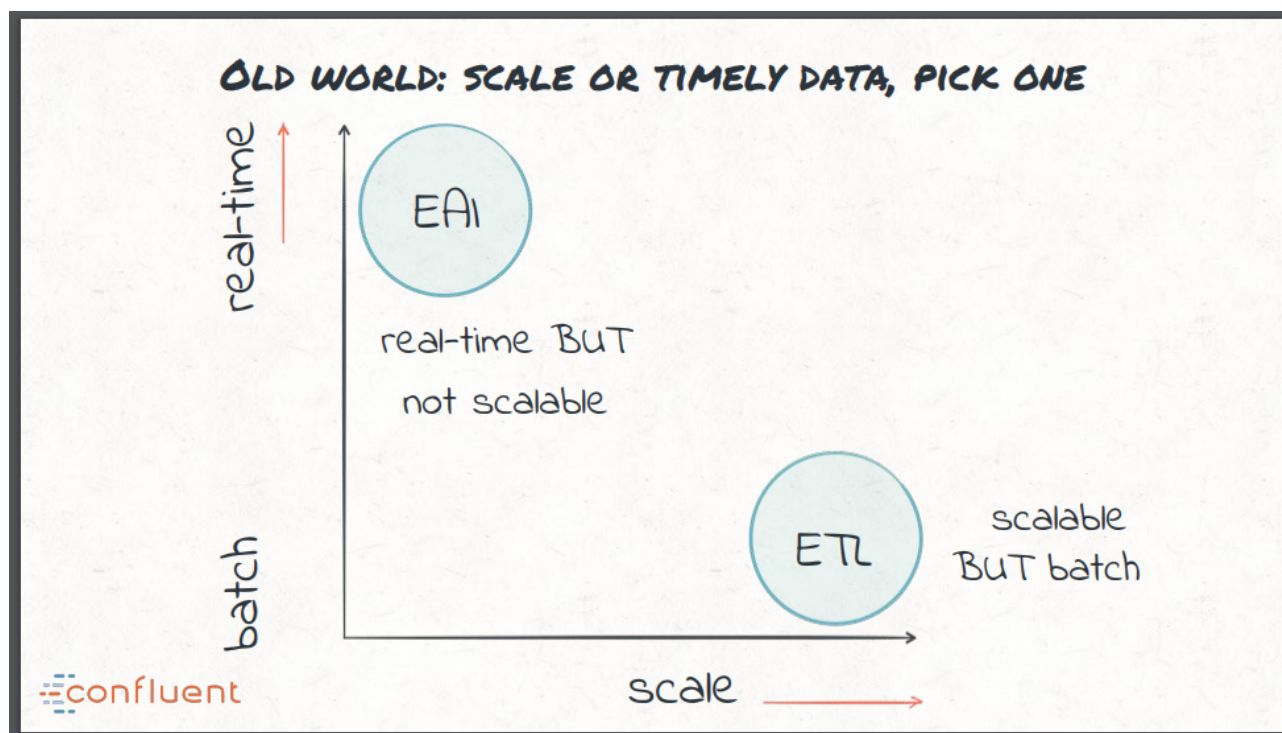 OLD WORLD: SCALE OR TIMELY DATA, PICK ONE
real-time
EAI
real-time BUT
not scalable
batch
ETL
scalable
BUT batch
scale
confluent